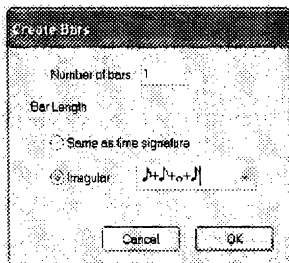 Create Bars
Number of bars 1
Bar Length
Same as time signature
Irregular ♪+♪+𝅝+♪
Cancel OK